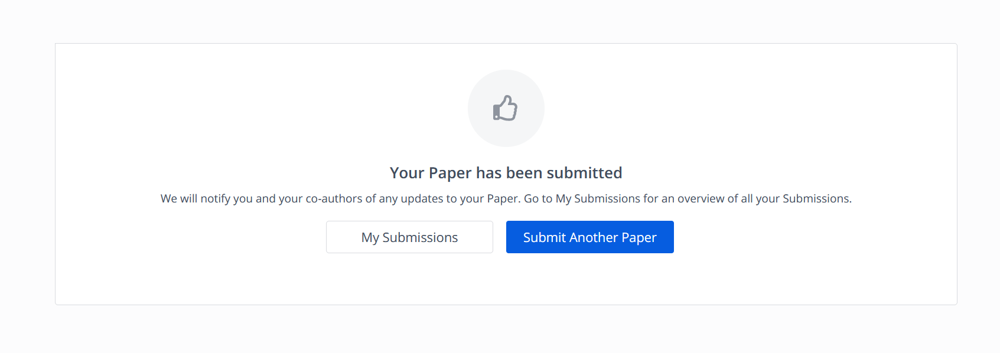 Your Paper has been submitted
We will notify you and your co-authors of any updates to your Paper. Go to My Submissions for an overview of all your Submissions.
My Submissions
Submit Another Paper